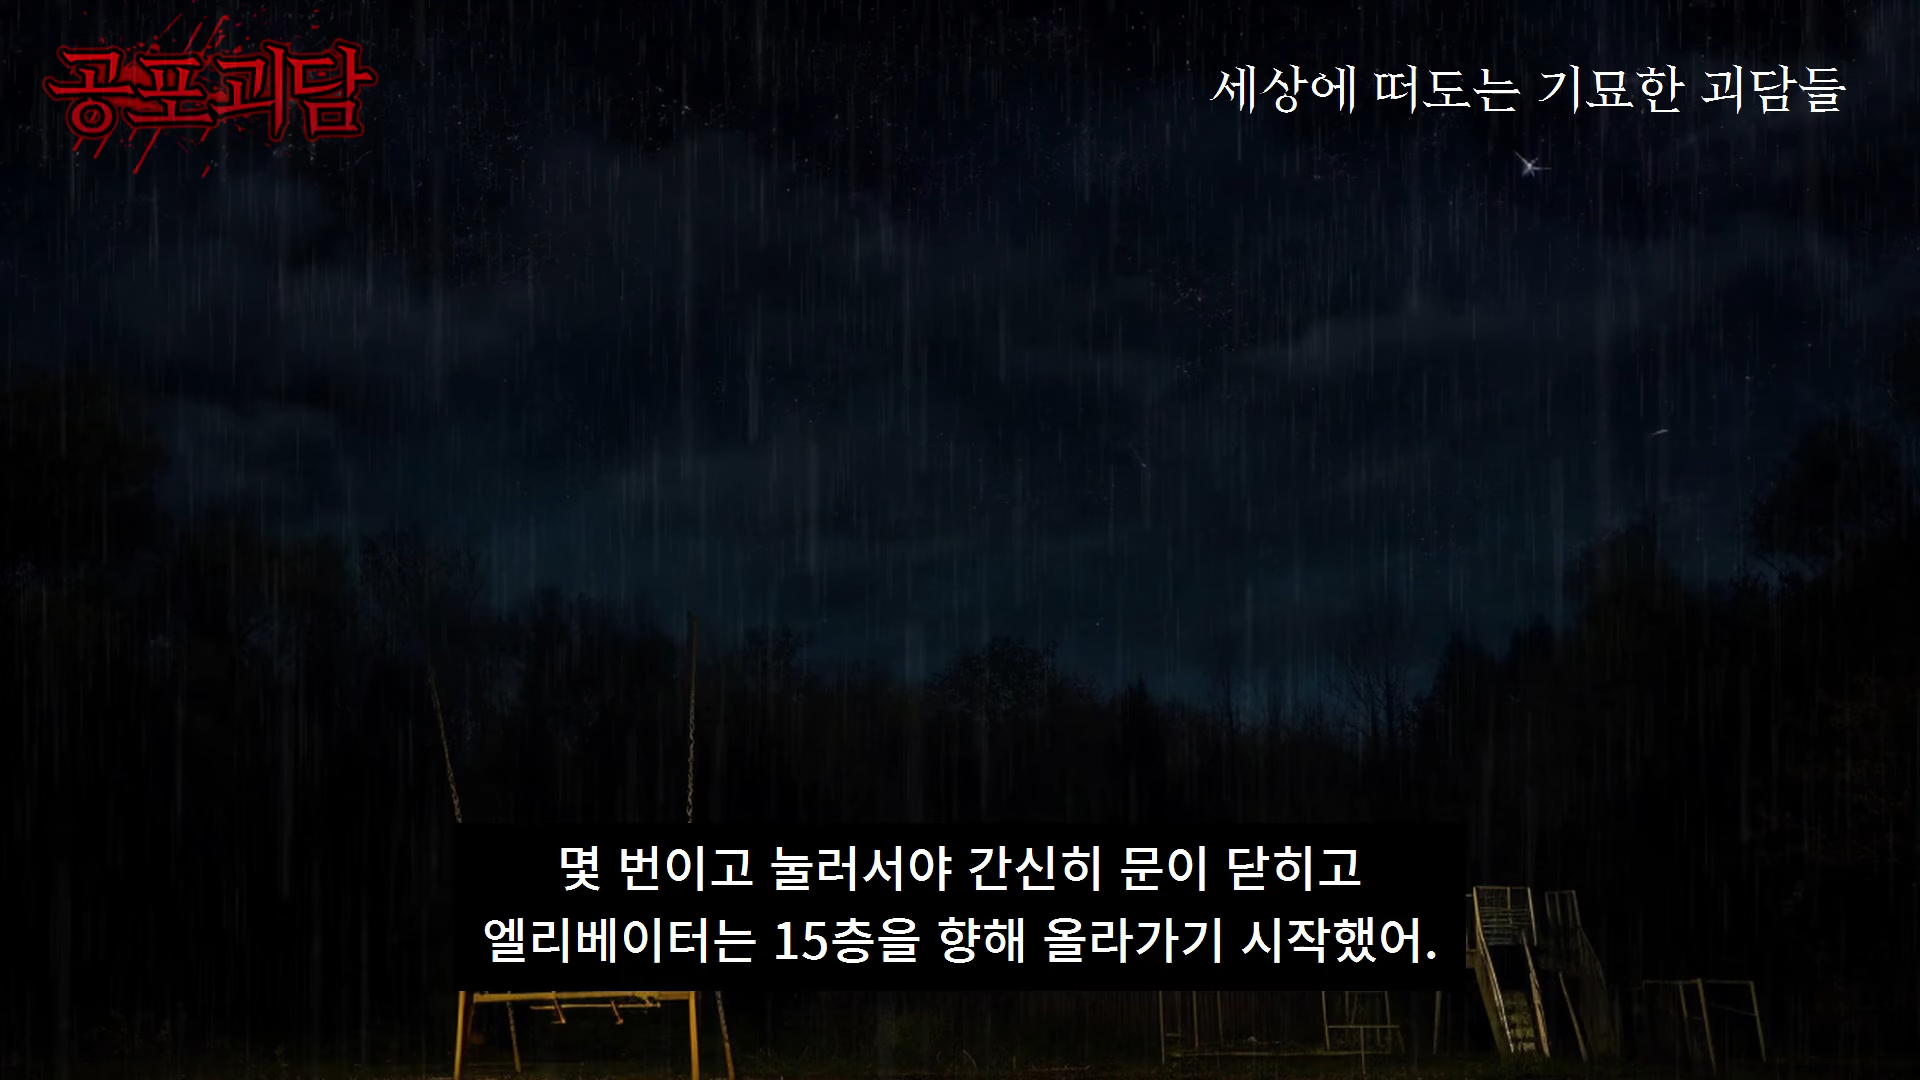 공포괴담
세상에 떠도는 기묘한 괴담들
몇 번이고 눌러서야 간신히 문이 닫히고
엘리베이터는 15층을 향해 올라가기 시작했어.